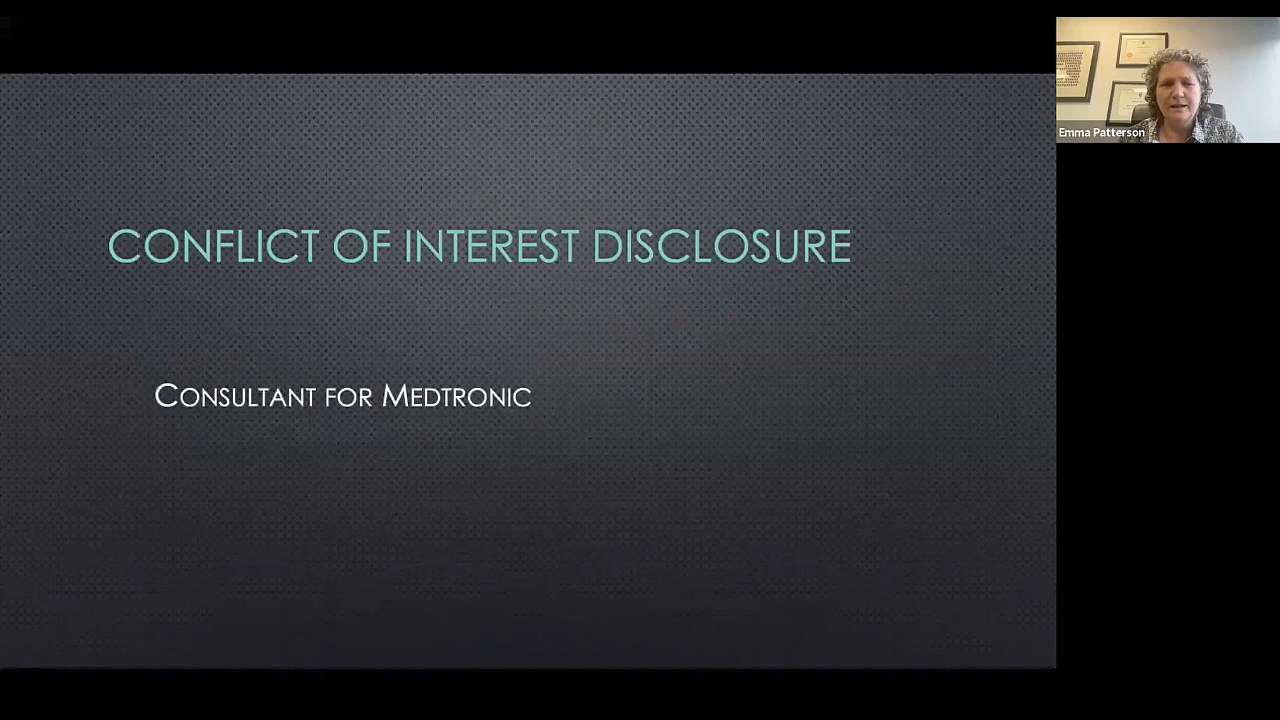 CONFLICT OF INTEREST DISCLOSURE
CONSULTANT FOR MEDTRONIC
Emma Patterson